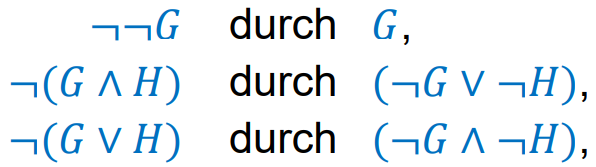 ¬¬G durch G,
¬(G ∧ H) durch (¬G ∨ ¬H),
¬(G ∨ H) durch (¬G ∧ ¬H),